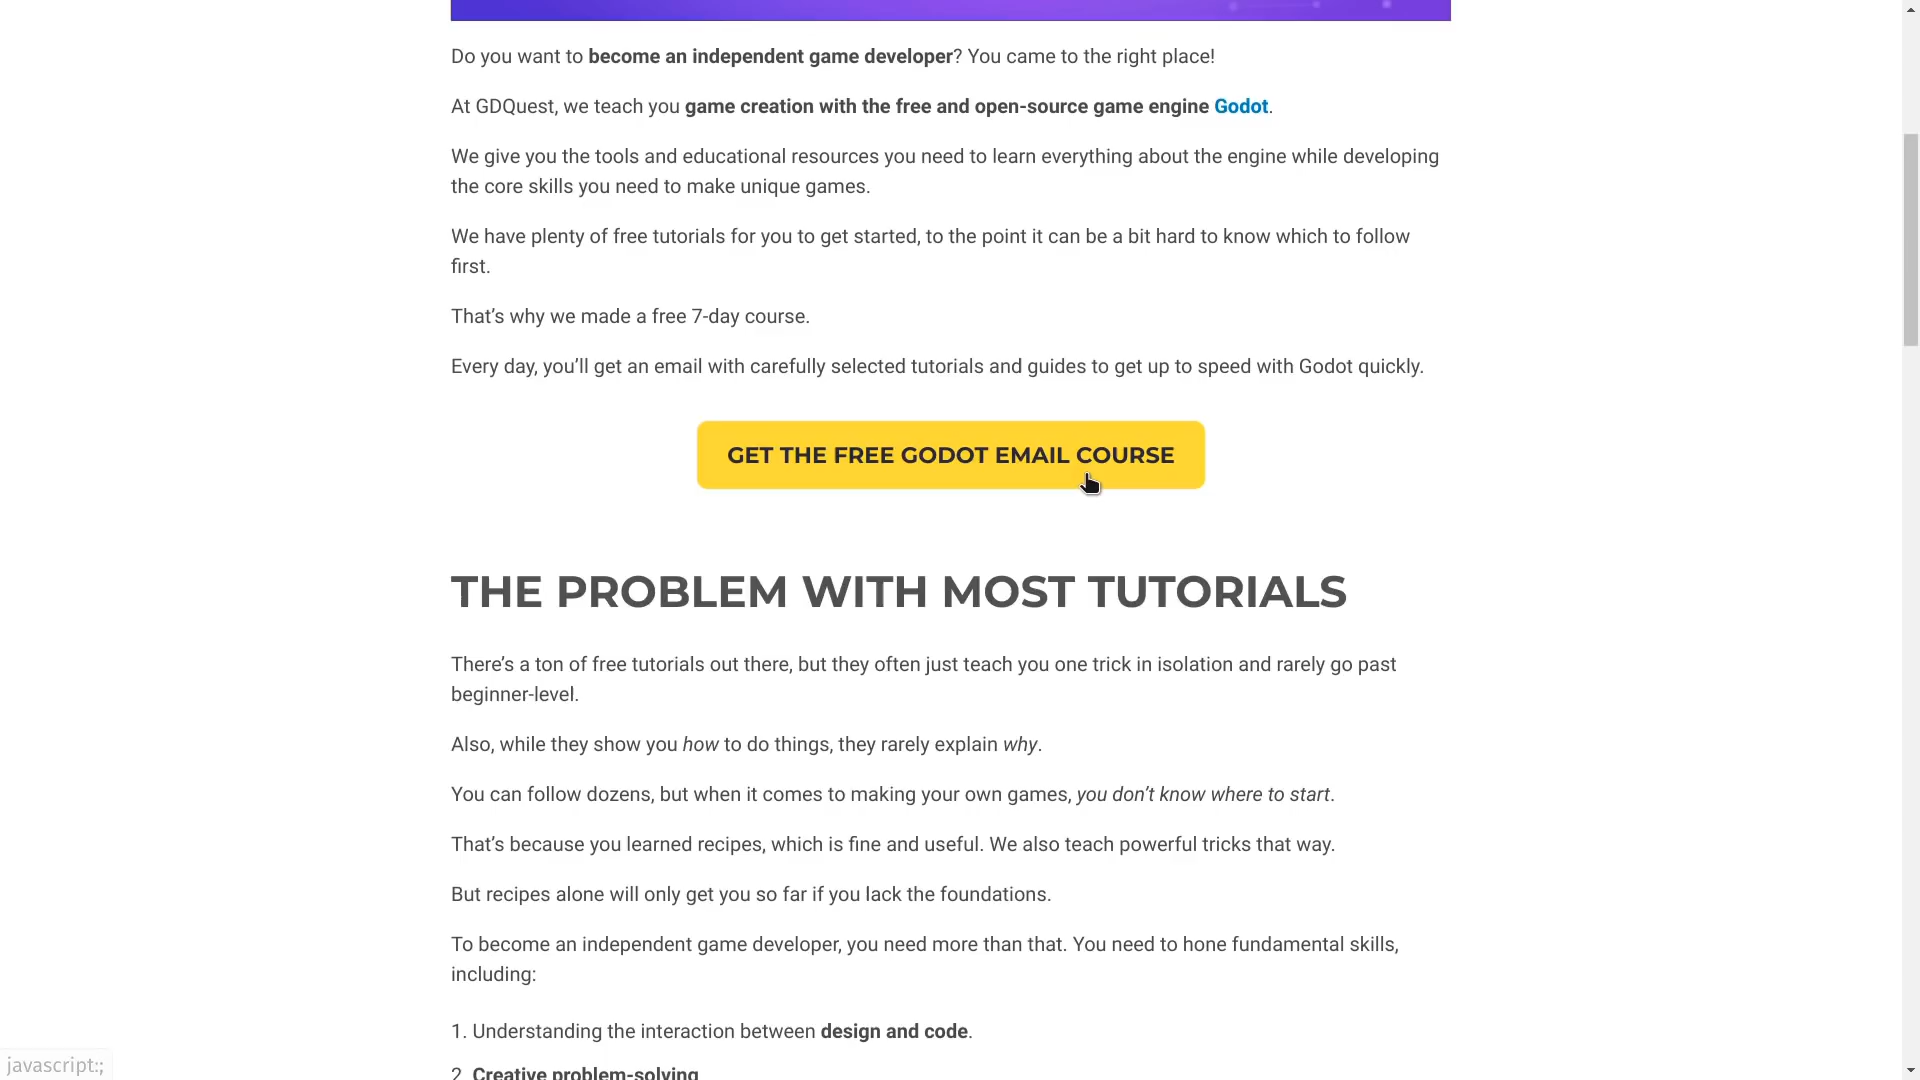 Do you want to become an independent game developer? You came to the right place!
At GDQuest, we teach you game creation with the free and open-source game engine Godot.
We give you the tools and educational resources you need to learn everything about the engine while developing
the core skills you need to make unique games.
We have plenty of free tutorials for you to get started, to the point it can be a bit hard to know which to follow
first.
That’s why we made a free 7-day course.
Every day, you’ll get an email with carefully selected tutorials and guides to get up to speed with Godot quickly.
GET THE FREE GODOT EMAIL COURSE
THE PROBLEM WITH MOST TUTORIALS
There’s a ton of free tutorials out there, but they often just teach you one trick in isolation and rarely go past
beginner-level.
Also, while they show you how to do things, they rarely explain why.
You can follow dozens, but when it comes to making your own games, you don’t know where to start.
That’s because you learned recipes, which is fine and useful. We also teach powerful tricks that way.
But recipes alone will only get you so far if you lack the foundations.
To become an independent game developer, you need more than that. You need to hone fundamental skills,
including:
1. Understanding the interaction between design and code.
2. Creative problem-solving
javascript:;